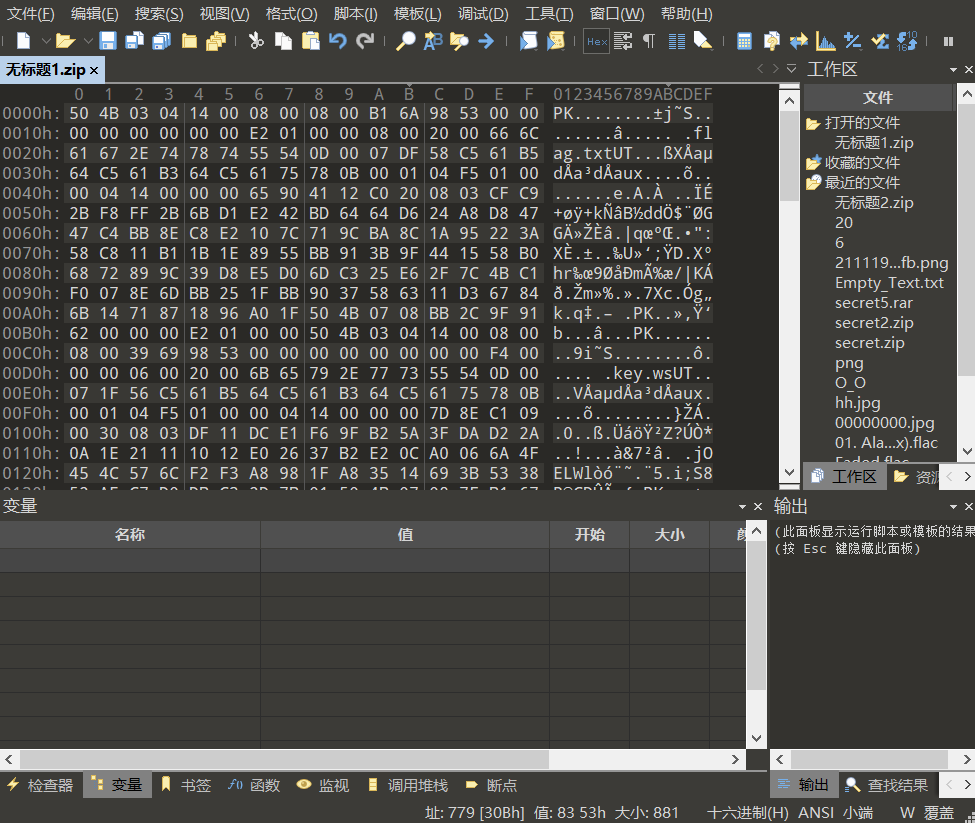 文件(F) 编辑(E) 搜索(S) 视图(V) 格式(O) 脚本(I) 模板(L) 调试(D) 工具(T) 窗口(W) 帮助(H)
Hex
无标题1.zip ×
0 1 2 3 4 5 6 7 8 9 A B C D E F 0123456789ABCDEF
0000h: 50 4B 03 04 14 00 08 00 08 00 B1 6A 98 53 00 00 PK........±j˜S..
0010h: 00 00 00 00 00 00 E2 01 00 00 08 00 20 00 66 6C ......â..... .fl
0020h: 61 67 2E 74 78 74 55 54 0D 00 07 DF 58 C5 61 B5 ag.txtUT...ßXÅaµ
0030h: 64 C5 61 B3 64 C5 61 75 78 0B 00 01 04 F5 01 00 dÅa³dÅaux....õ..
0040h: 00 04 14 00 00 00 65 90 41 12 C0 20 08 03 CF C9 ......e.A.À ..ÏÉ
0050h: 2B F8 FF 2B 6B D1 E2 42 BD 64 64 D6 24 A8 D8 47 +øÿ+kÑâB½ddÖ$¨ØG
0060h: 47 C4 BB 8E C8 E2 10 7C 71 9C BA 8C 1A 95 22 3A GÄ»ŽÈâ.|qœºŒ.•":
0070h: 58 C8 11 B1 1B 1E 89 55 BB 91 3B 9F 44 15 58 B0 XÈ.±..‰U»‘;ŸD.X°
0080h: 68 72 89 9C 39 D8 E5 D0 6D C3 25 E6 2F 7C 4B C1 hr‰œ9ØåÐmÃ%æ/|KÁ
0090h: F0 07 8E 6D BB 25 1F BB 90 37 58 63 11 D3 67 84 ð.Žm»%.».7Xc.Óg„
00A0h: 6B 14 71 87 18 96 A0 01 1F 50 4B 07 08 BB 2C 9F 91 k.q‡.– .PK..»,Ÿ‘
00B0h: 62 00 00 00 E2 01 00 00 50 4B 03 04 14 00 08 00 b...â...PK......
00C0h: 08 00 39 69 98 53 00 00 00 00 00 00 00 00 F4 00 ..9i˜S........ô.
00D0h: 00 00 06 00 20 00 6B 65 79 2E 77 73 55 54 0D 00 .... .key.wsUT..
00E0h: 07 1F 56 C5 61 B5 64 C5 61 B3 64 C5 61 75 78 0B ..VÅaµdÅa³dÅaux.
00F0h: 00 01 04 F5 01 00 00 04 14 00 00 00 7D 8E C1 09 ...õ........}ŽÁ.
0100h: 00 30 08 03 DF 11 DC E1 F6 9F B2 5A 3F DA D2 2A .0..ß.ÜáöŸ²Z?ÚÒ*
0110h: 0A 1E 21 11 10 12 E0 26 37 B2 E2 0C A0 06 6A 4F ..!...à&7²â. .jO
0120h: 45 4C 57 6C F2 F3 A8 98 1F A8 35 14 69 3B 53 38 ELWlòó¨˜.¨5.i;S8
工作区
文件
打开的文件
无标题1.zip
收藏的文件
最近的文件
无标题2.zip
20
6
211119...fb.png
Empty_Text.txt
secret5.rar
secret2.zip
secret.zip
png
O_O
hh.jpg
00000000.jpg
01. Ala...x).flac
Faded.flac
工作区 资
变量
名称 值 开始 大小
输出
(此面板显示运行脚本或模板的结果
(按 Esc 键隐藏此面板)
检查器 变量 书签 f() 函数 监视 调用堆栈 断点
输出 查找结果
址: 779 [30Bh] 值: 83 53h 大小: 881 十六进制(H) ANSI 小端 W 覆盖